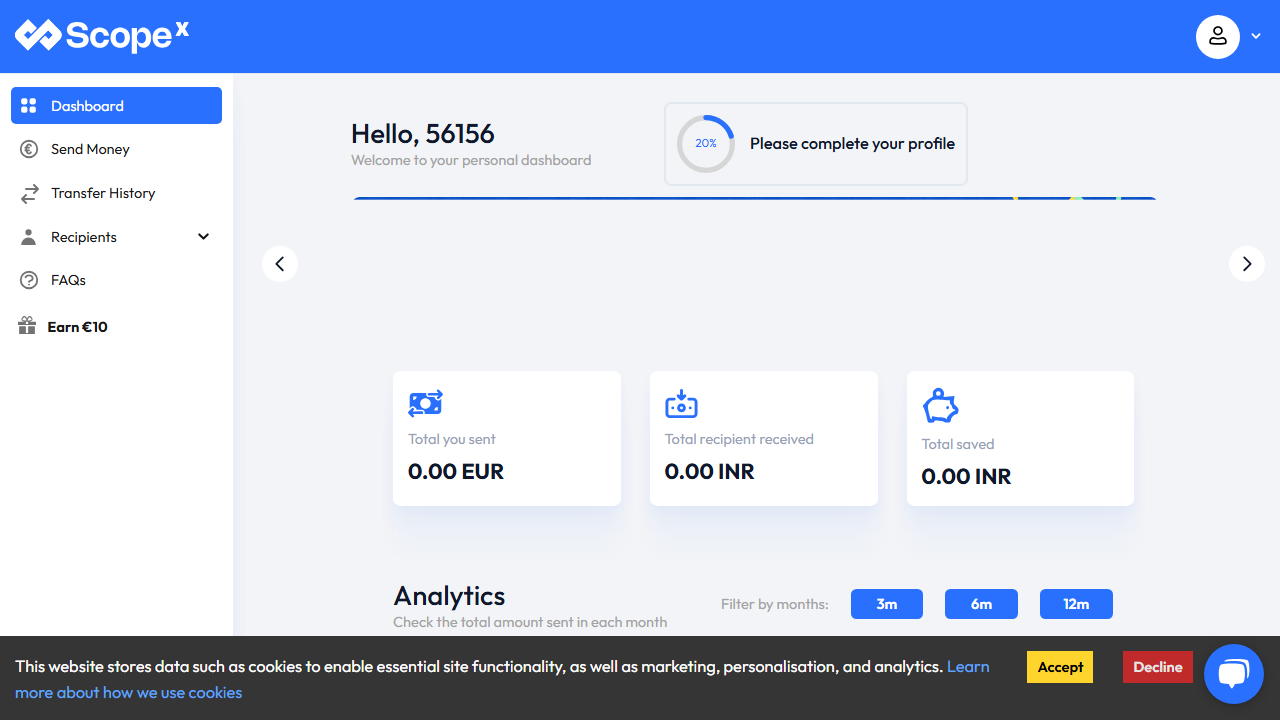 Scope x
Dashboard
Send Money
Transfer History
Recipients
FAQs
Earn €10
Hello, 56156
Welcome to your personal dashboard
20%
Please complete your profile
Total you sent
0.00 EUR
Total recipient received
0.00 INR
Total saved
0.00 INR
Analytics
Check the total amount sent in each month
Filter by months:
3m
6m
12m
This website stores data such as cookies to enable essential site functionality, as well as marketing, personalisation, and analytics. Learn
more about how we use cookies
Accept
Decline